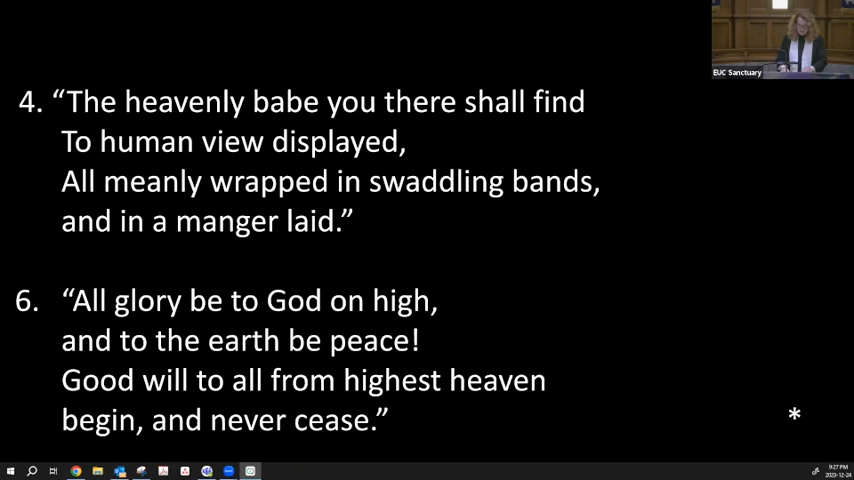 EUC Sanctuary
4. “The heavenly babe you there shall find
To human view displayed,
All meanly wrapped in swaddling bands,
and in a manger laid.”
6. “All glory be to God on high,
and to the earth be peace!
Good will to all from highest heaven
begin, and never cease.”
*
9:27 PM
2023-12-24